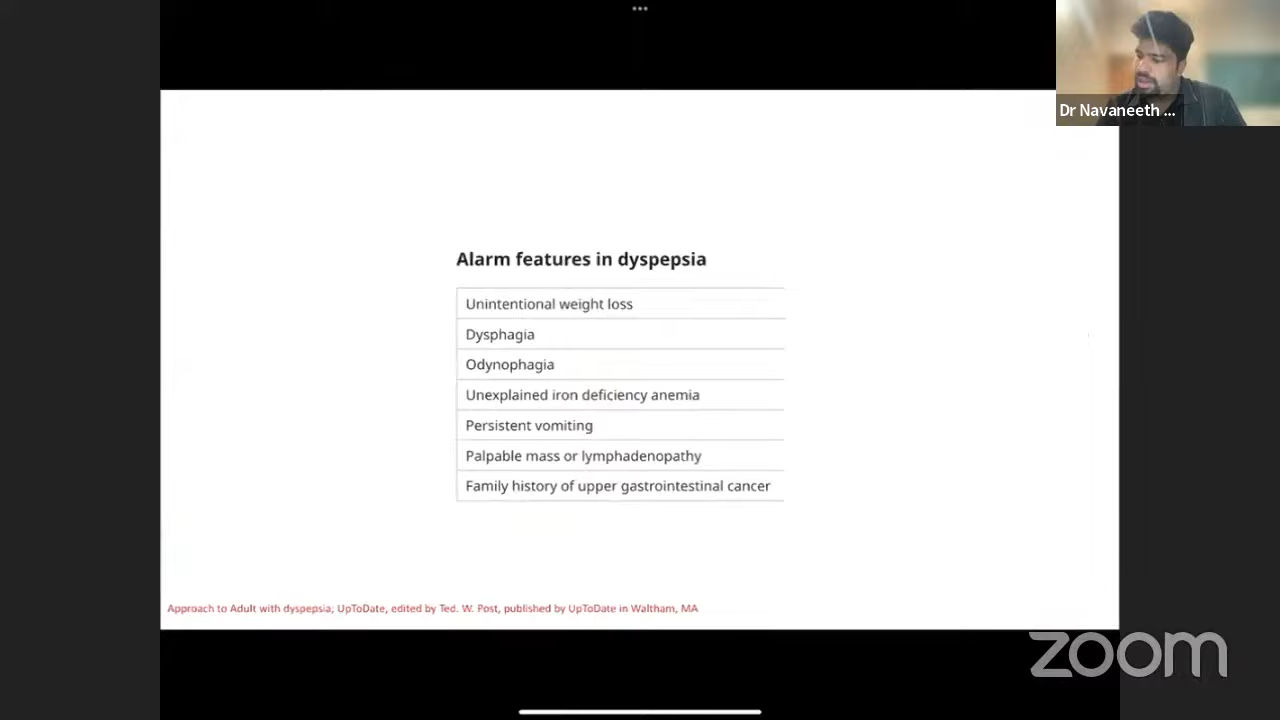 Dr Navaneeth ...
Alarm features in dyspepsia
Unintentional weight loss
Dysphagia
Odynophagia
Unexplained iron deficiency anemia
Persistent vomiting
Palpable mass or lymphadenopathy
Family history of upper gastrointestinal cancer
Approach to Adult with dyspepsia; UpToDate, edited by Ted. W. Post, published by UpToDate in Waltham, MA
zoom